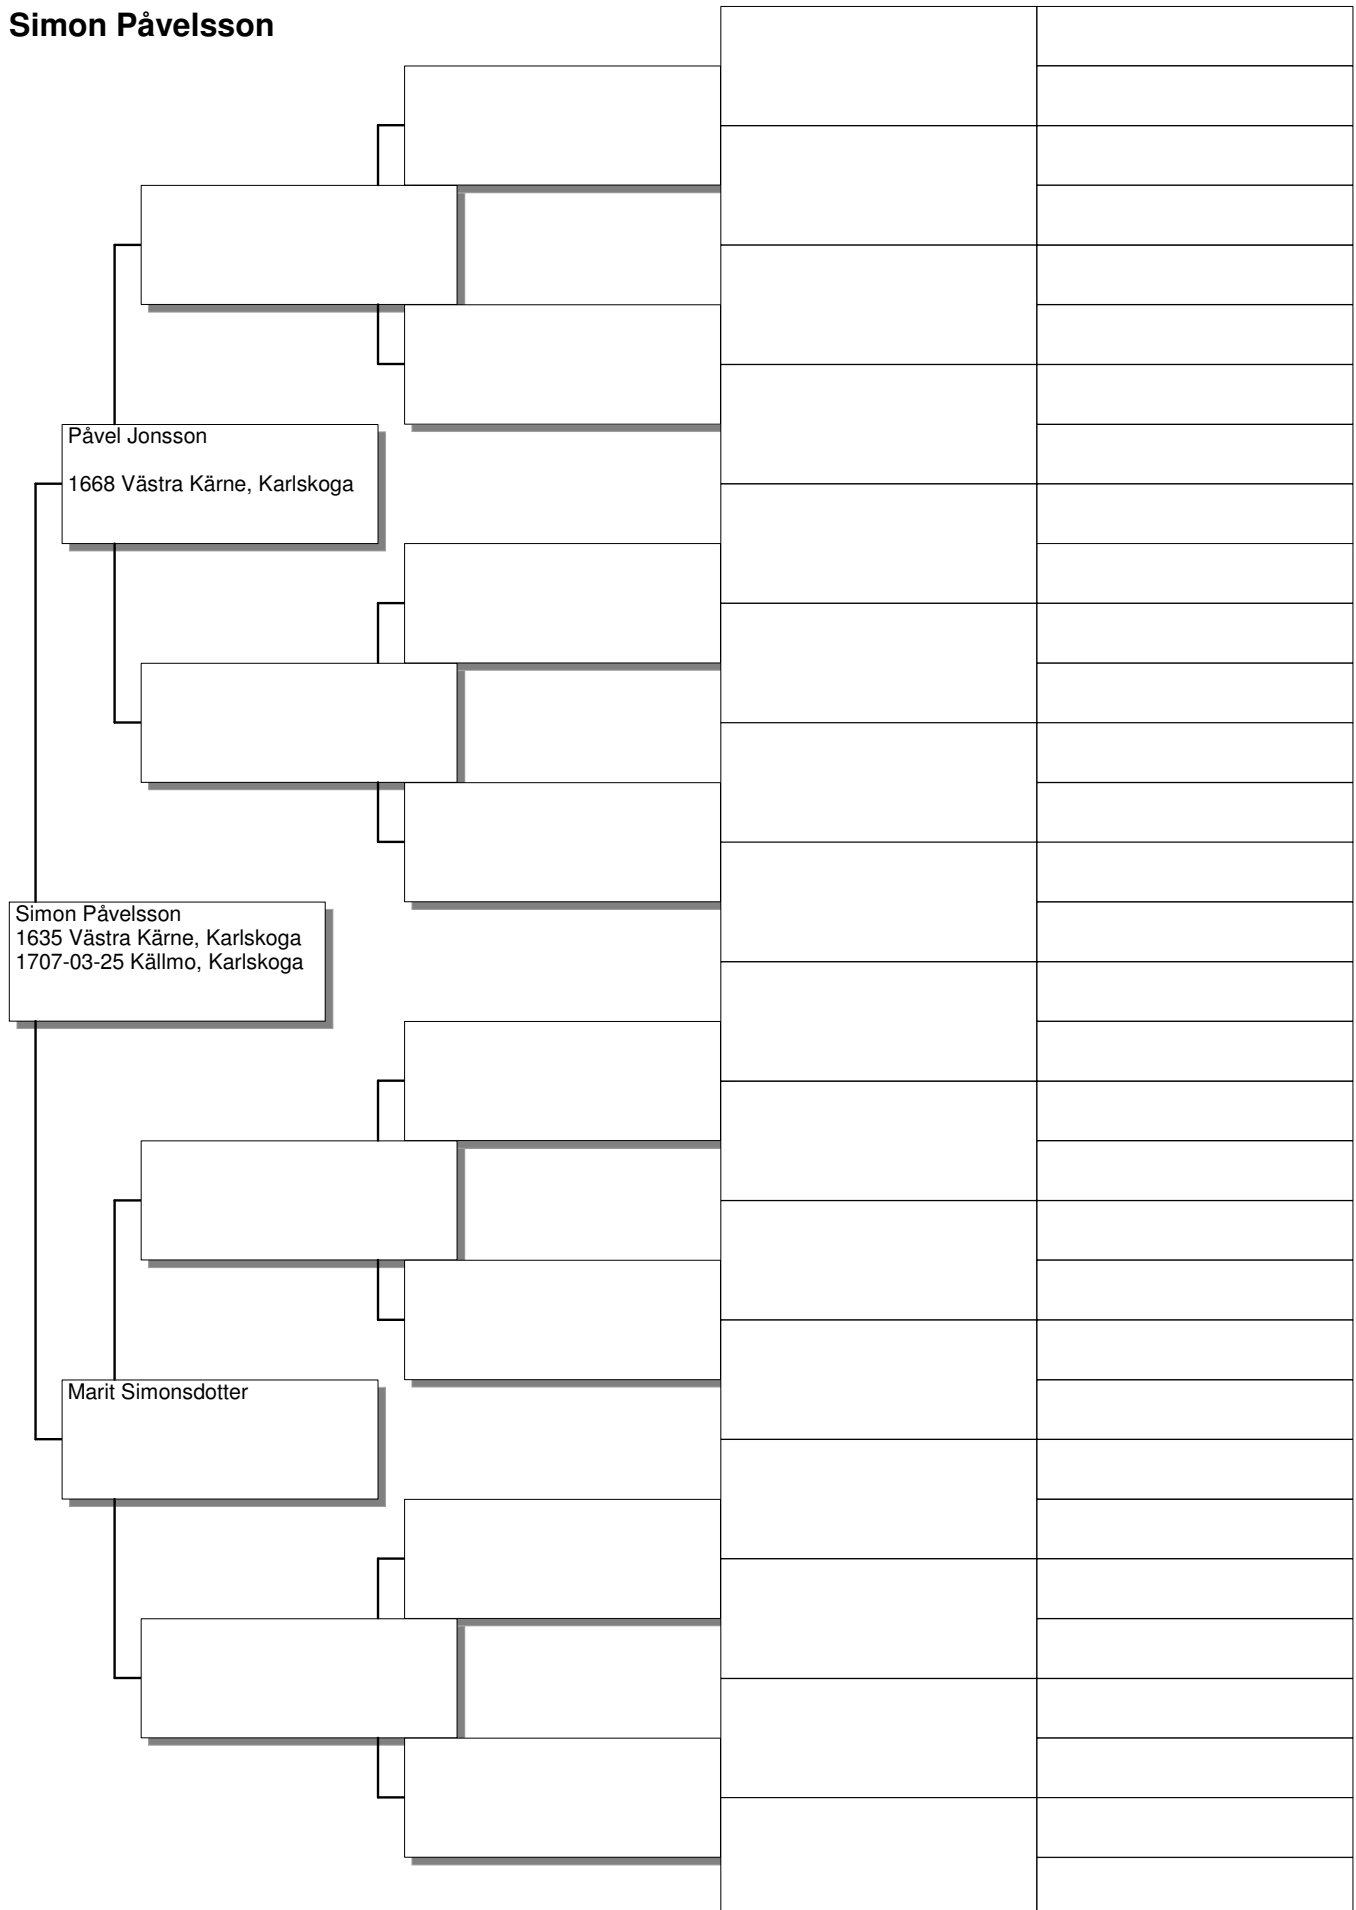 Simon Påvelsson
Påvel Jonsson
1668 Västra Kärne, Karlskoga
Simon Påvelsson
1635 Västra Kärne, Karlskoga
1707-03-25 Källmo, Karlskoga
Marit Simonsdotter